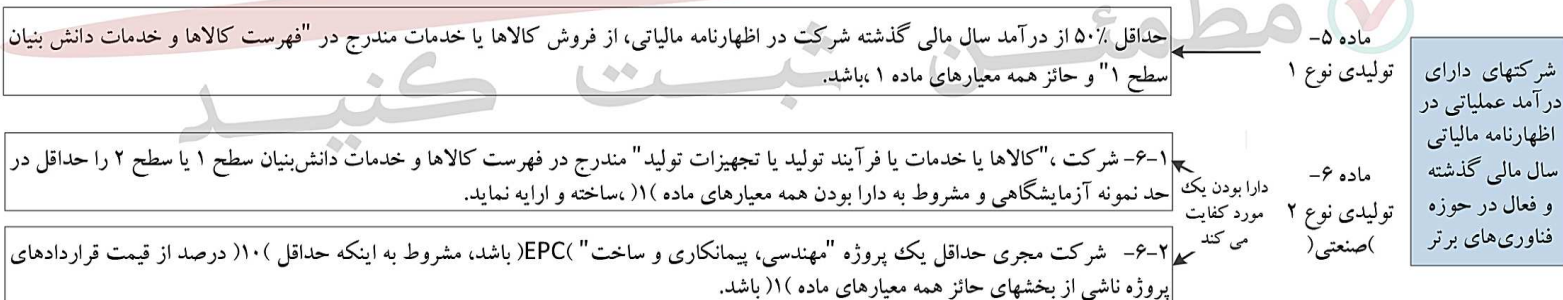 مطمئن ثبت کنید
شرکتهای دارای
درآمد عملیاتی در
اظهارنامه مالیاتی
سال مالی گذشته
و فعال در حوزه
فناوری‌های برتر
ماده ۵-
تولیدی نوع ۱
حداقل ٪۵۰ از درآمد سال مالی گذشته شرکت در اظهارنامه مالیاتی، از فروش کالاها یا خدمات مندرج در "فهرست کالاها و خدمات دانش بنیان
سطح ۱" و حائز همه معیارهای ماده ۱ ،باشد.
ماده ۶-
تولیدی نوع ۲
)صنعتی(
دارا بودن یک
مورد کفایت
می کند
۶-۱- شرکت ،"کالاها یا خدمات یا فرآیند تولید یا تجهیزات تولید" مندرج در فهرست کالاها و خدمات دانش‌بنیان سطح ۱ یا سطح ۲ را حداقل در
حد نمونه آزمایشگاهی و مشروط به دارا بودن همه معیارهای ماده )۱( ،ساخته و ارایه نماید.
۶-۲- شرکت مجری حداقل یک پروژه "مهندسی، پیمانکاری و ساخت" )EPC( باشد، مشروط به اینکه حداقل )۱۰( درصد از قیمت قراردادهای
پروژه ناشی از بخشهای حائز همه معیارهای ماده )۱( باشد.